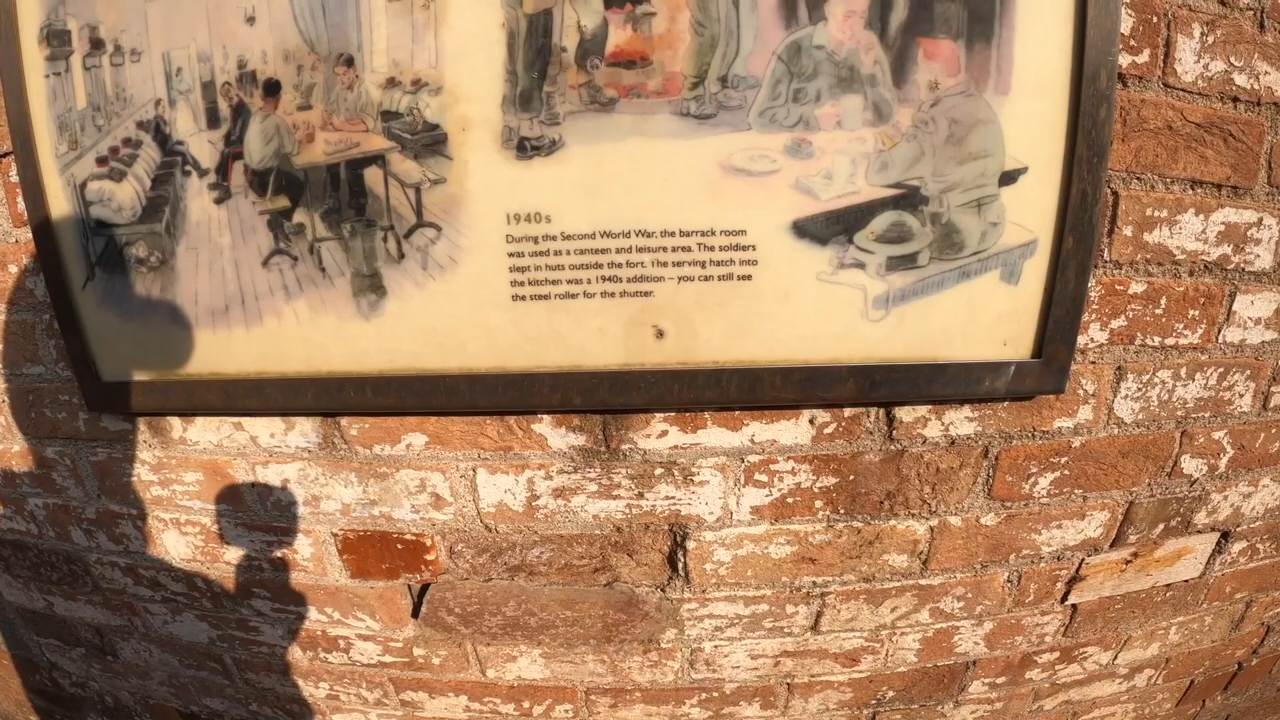 1940s
During the Second World War, the barrack room
was used as a canteen and leisure area. The soldiers
slept in huts outside the fort. The serving hatch into
the kitchen was a 1940s addition – you can still see
the steel roller for the shutter.